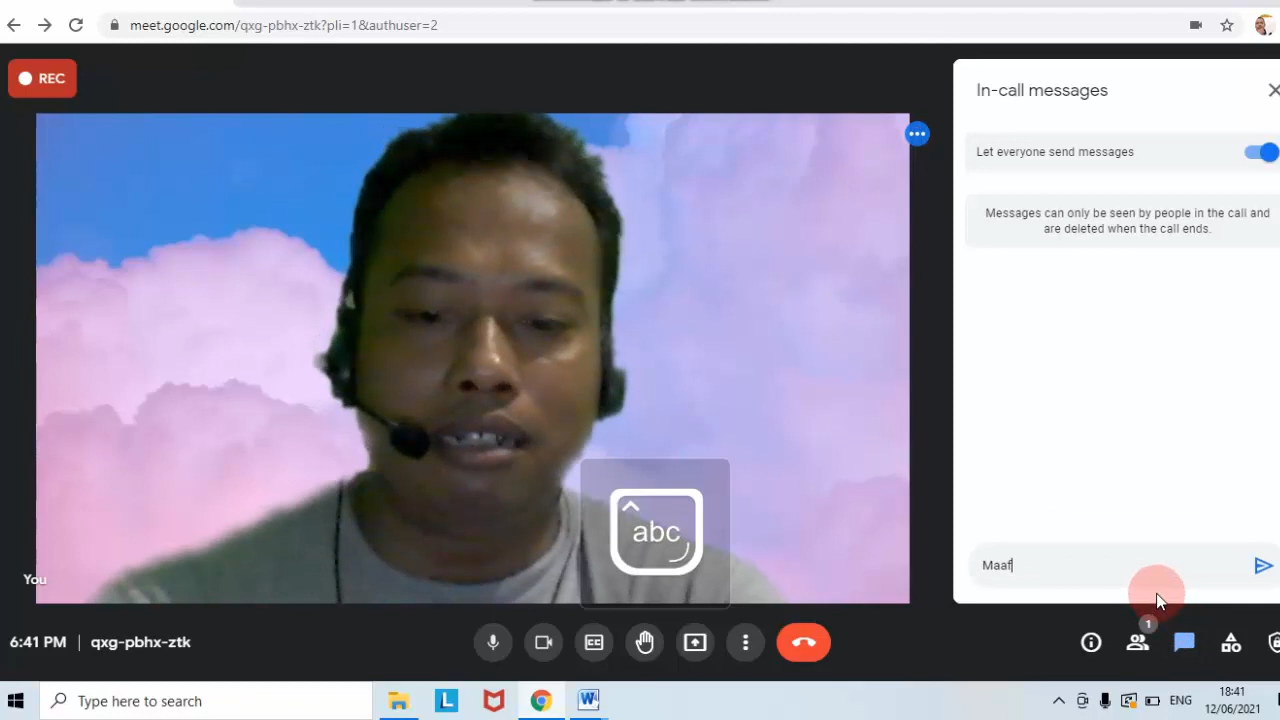 meet.google.com/qxg-pbhx-ztk?pli=1&authuser=2
REC
In-call messages
Let everyone send messages
Messages can only be seen by people in the call and
are deleted when the call ends.
abc
Maaf
You
1
6:41 PM | qxg-pbhx-ztk
CC
Type here to search
L
W
ENG
18:41
12/06/2021